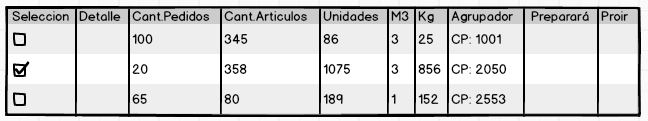 Seleccion Detalle Cant.Pedidos Cant.Articulos Unidades M3 Kg Agrupador Preparará Proir
100 345 86 3 25 CP: 1001
20 358 1075 3 856 CP: 2050
65 80 189 1 152 CP: 2553